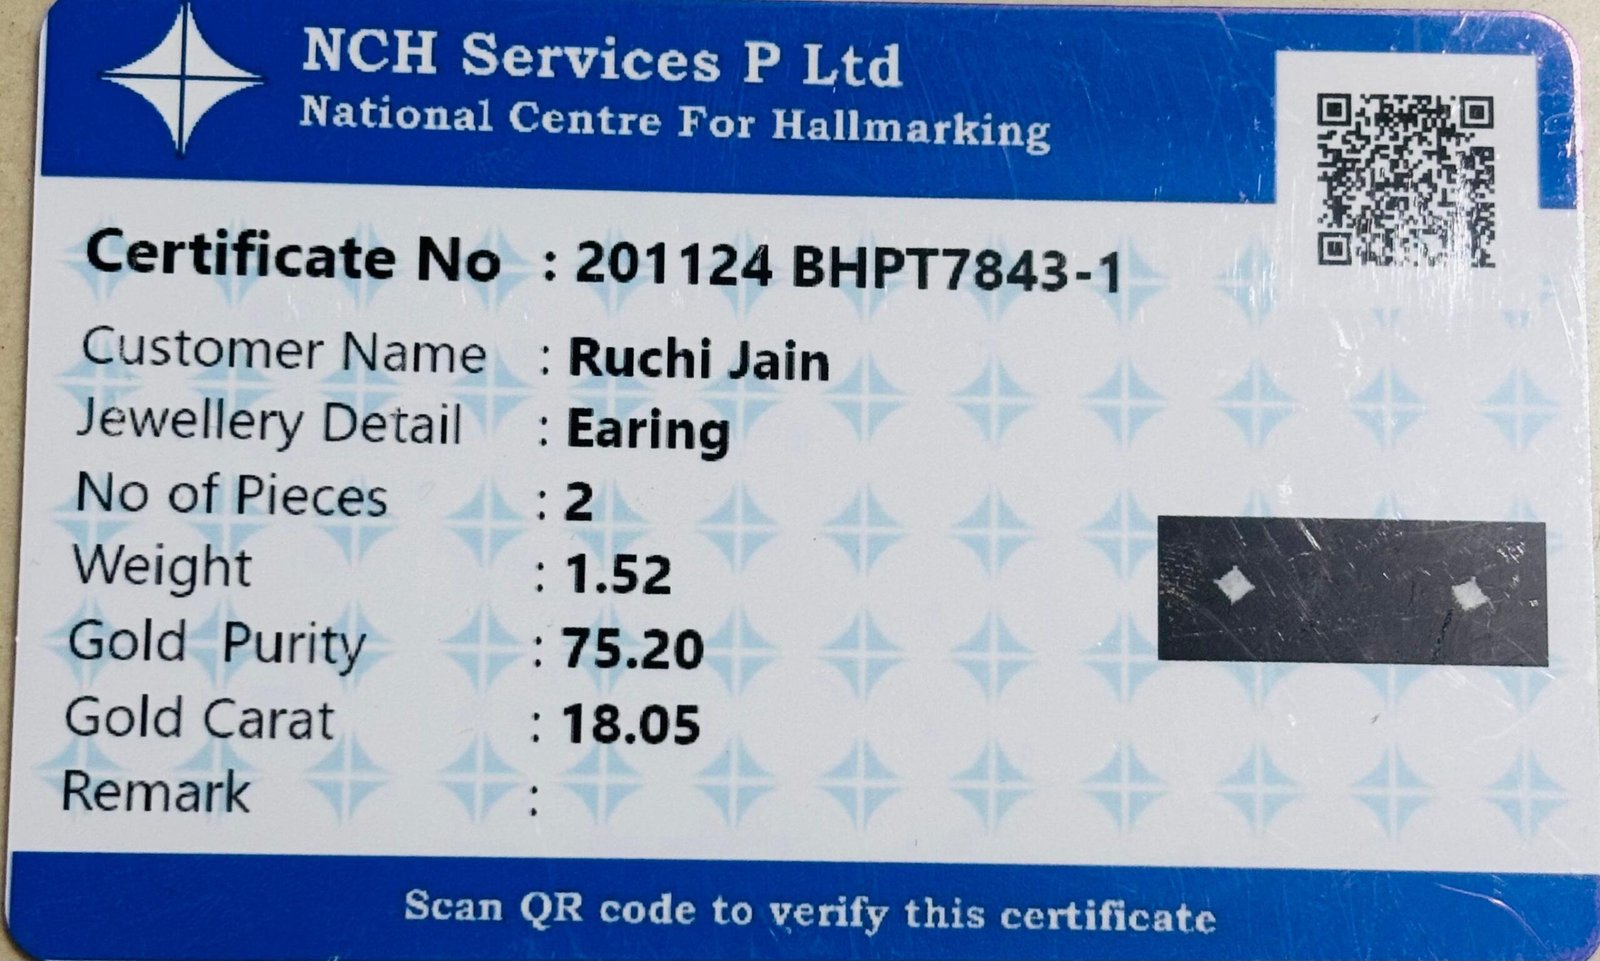 NCH Services P Ltd
National Centre For Hallmarking
Certificate No : 201124 BHPT7843-1
Customer Name : Ruchi Jain
Jewellery Detail : Earing
No of Pieces : 2
Weight : 1.52
Gold Purity : 75.20
Gold Carat : 18.05
Remark :
Scan QR code to verify this certificate